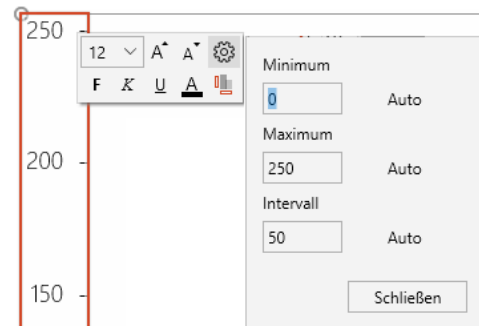 250
12 A A
F K U A
Minimum
0 Auto
Maximum
200
250 Auto
Intervall
50 Auto
150
Schließen